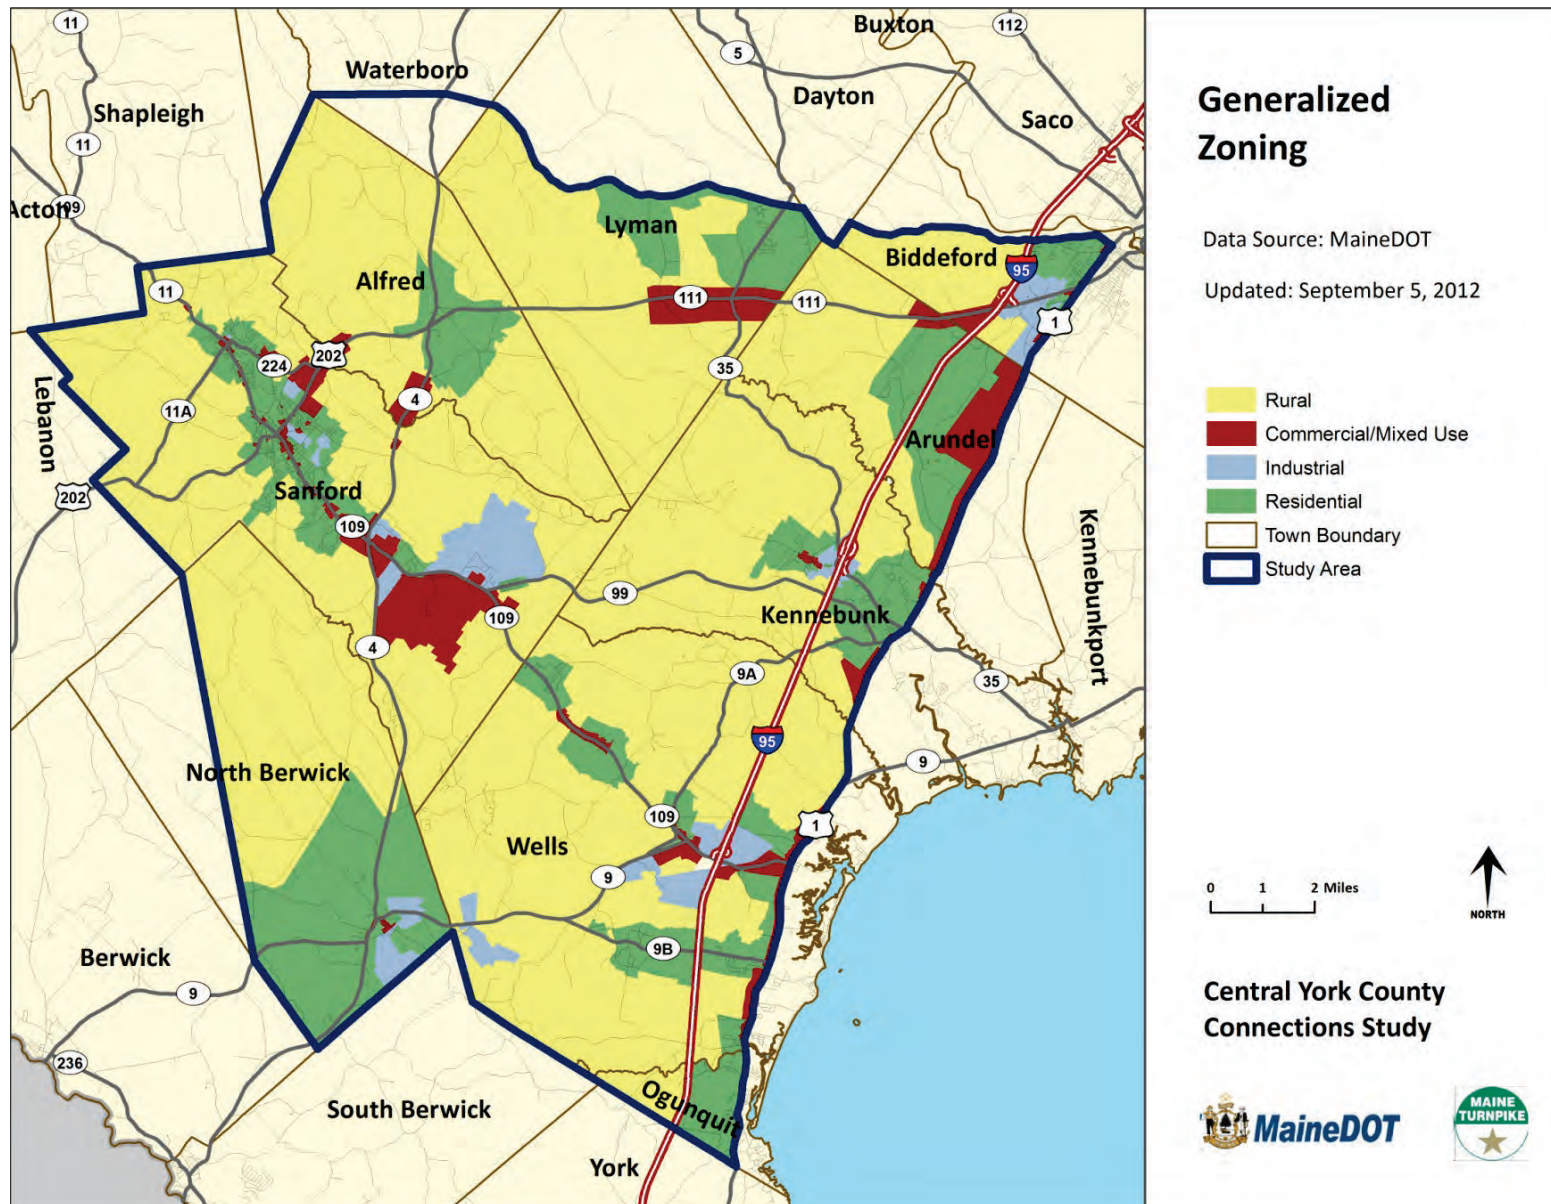 11
Buxton
112
5
Waterboro
Dayton
Shapleigh
Saco
11
Acton
109
Lyman
Biddeford
95
Alfred
11
111
111
1
224
202
35
4
11A
Lebanon
Arundel
202
Sanford
109
Kennebunkport
99
109
Kennebunk
4
9A
35
95
9
North Berwick
109
1
Wells
9
9B
Berwick
9
236
Ogunquit
South Berwick
York
Generalized
Zoning
Data Source: MaineDOT
Updated: September 5, 2012
Rural
Commercial/Mixed Use
Industrial
Residential
Town Boundary
Study Area
0 1 2 Miles
NORTH
Central York County
Connections Study
MaineDOT
MAINE
TURNPIKE